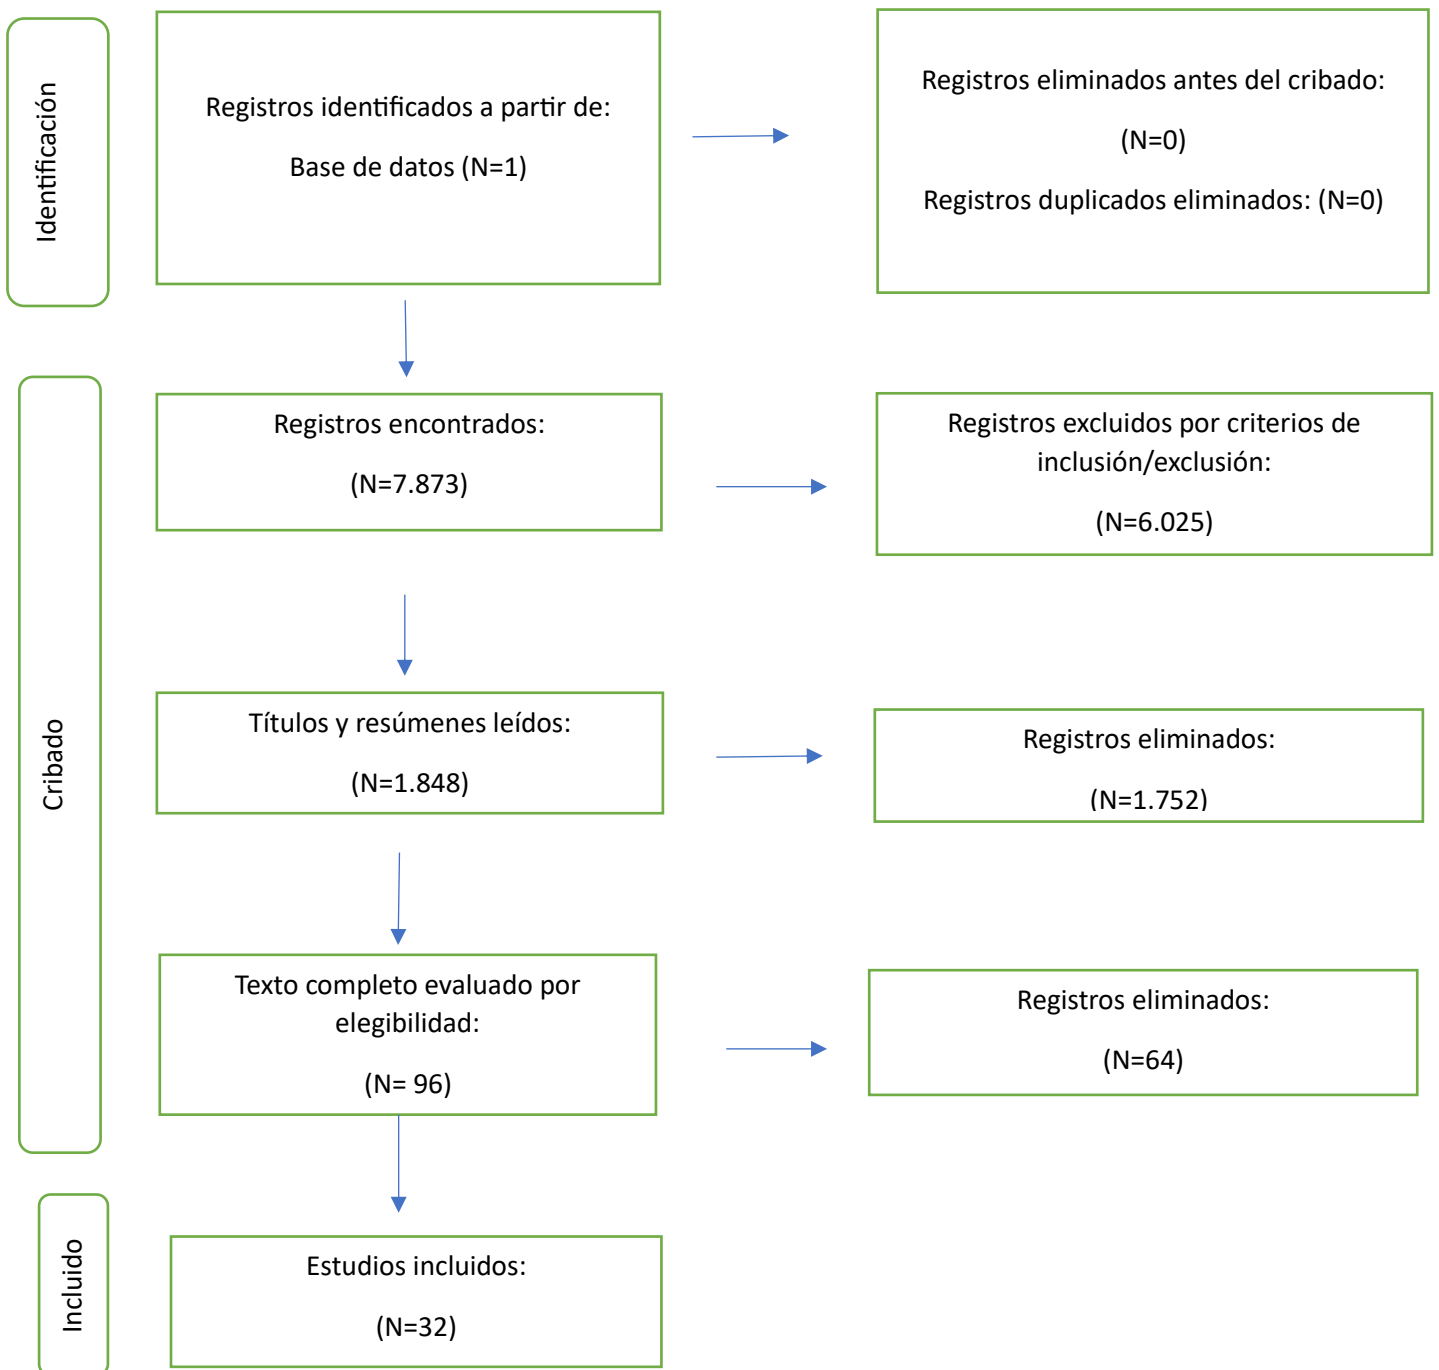 Identificación
Registros identificados a partir de:
Base de datos (N=1)
Registros eliminados antes del cribado:
(N=0)
Registros duplicados eliminados: (N=0)
Cribado
Registros encontrados:
(N=7.873)
Registros excluidos por criterios de
inclusión/exclusión:
(N=6.025)
Títulos y resúmenes leídos:
(N=1.848)
Registros eliminados:
(N=1.752)
Texto completo evaluado por
elegibilidad:
(N= 96)
Registros eliminados:
(N=64)
Incluido
Estudios incluidos:
(N=32)